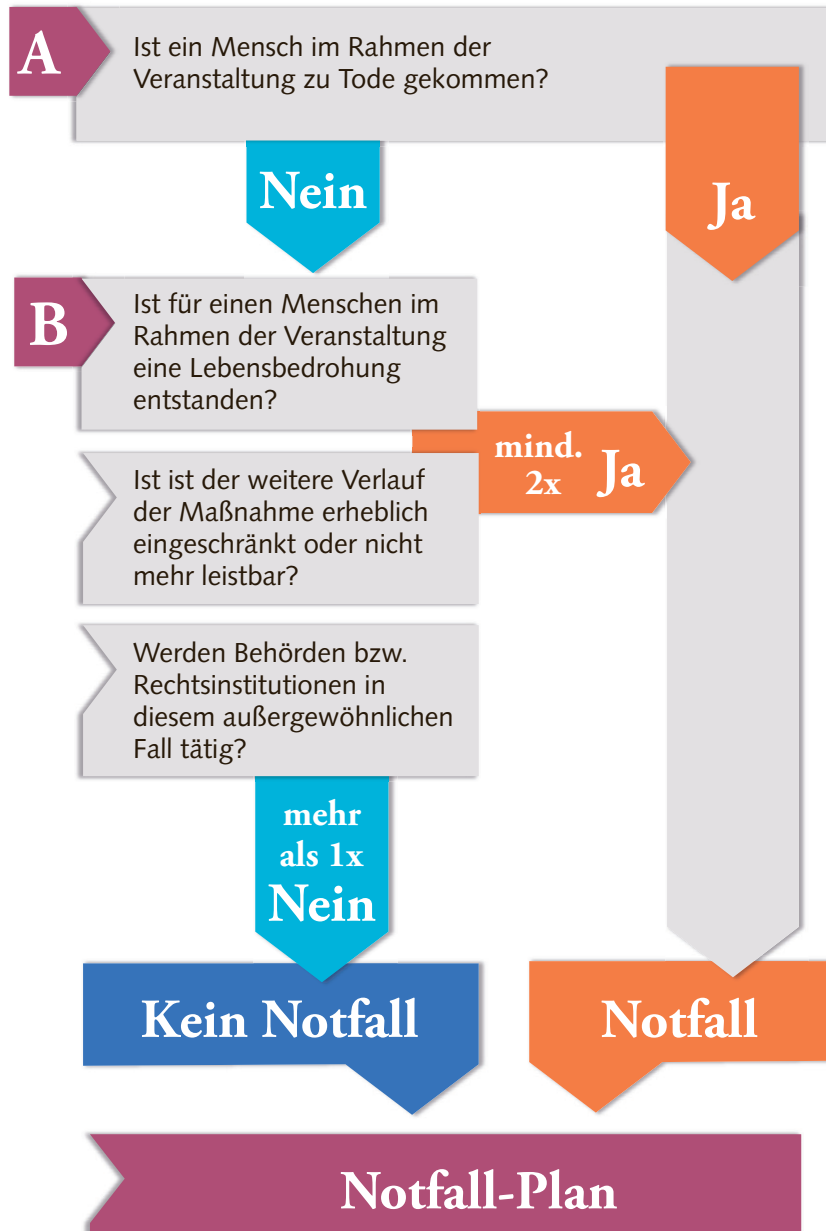 A
Ist ein Mensch im Rahmen der
Veranstaltung zu Tode gekommen?
Nein
Ja
B
Ist für einen Menschen im
Rahmen der Veranstaltung
eine Lebensbedrohung
entstanden?
mind.
2x Ja
Ist ist der weitere Verlauf
der Maßnahme erheblich
eingeschränkt oder nicht
mehr leistbar?
Werden Behörden bzw.
Rechtsinstitutionen in
diesem außergewöhnlichen
Fall tätig?
mehr
als 1x
Nein
Kein Notfall
Notfall
Notfall-Plan